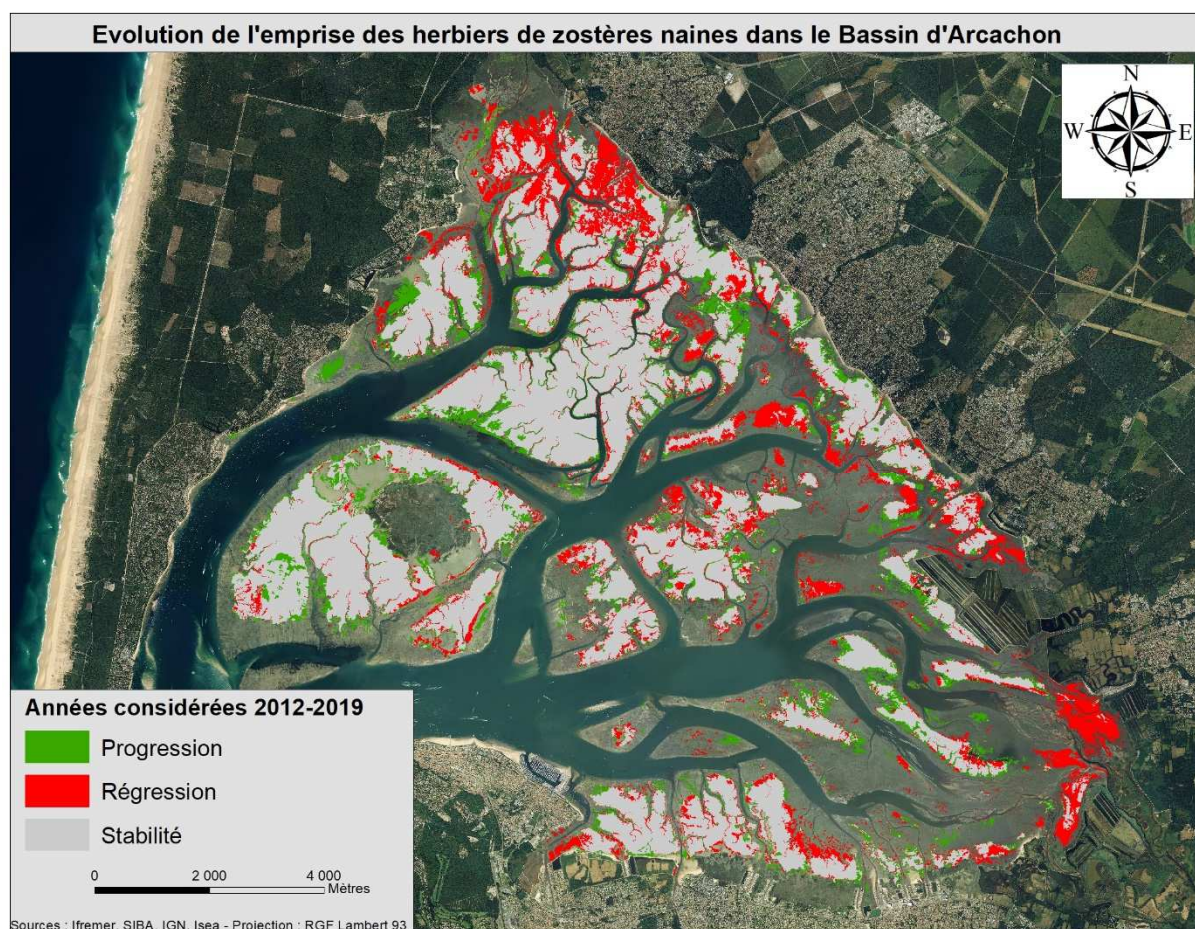 Evolution de l'emprise des herbiers de zostères naines dans le Bassin d'Arcachon
N
W E
S
Années considérées 2012-2019
Progression
Régression
Stabilité
0 2 000 4 000
Mètres
Sources : Ifremer, SIBA, IGN, Isea - Projection : RGF Lambert 93